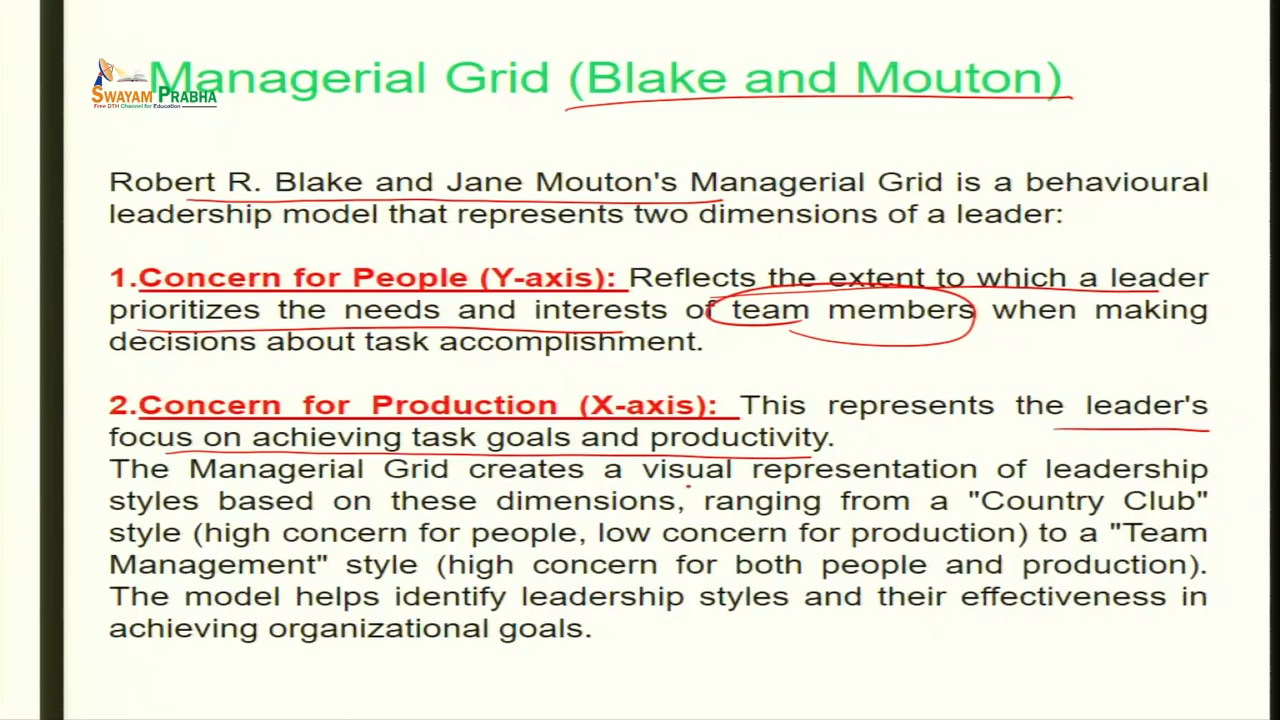 Managerial Grid (Blake and Mouton)
SWAYAM PRABHA
Free DTH Channel for Education
Robert R. Blake and Jane Mouton's Managerial Grid is a behavioural
leadership model that represents two dimensions of a leader:
1.Concern for People (Y-axis): Reflects the extent to which a leader
prioritizes the needs and interests of team members when making
decisions about task accomplishment.
2.Concern for Production (X-axis): This represents the leader's
focus on achieving task goals and productivity.
The Managerial Grid creates a visual representation of leadership
styles based on these dimensions, ranging from a "Country Club"
style (high concern for people, low concern for production) to a "Team
Management" style (high concern for both people and production).
The model helps identify leadership styles and their effectiveness in
achieving organizational goals.